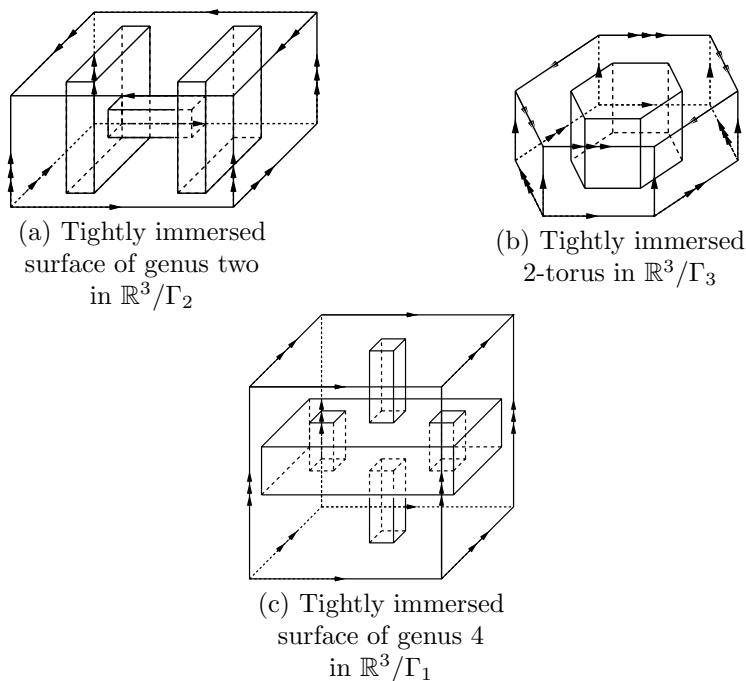 (a) Tightly immersed
surface of genus two
in ℝ³/Γ₂
(b) Tightly immersed
2-torus in ℝ³/Γ₃
(c) Tightly immersed
surface of genus 4
in ℝ³/Γ₁